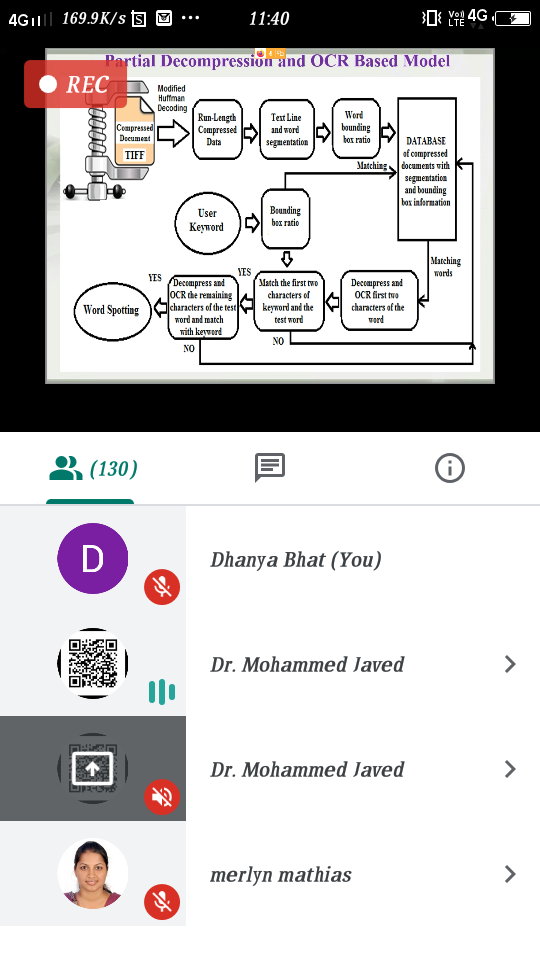 4G 169.9K/s S 11:40 Vo) LTE 4G
Partial Decompression and OCR Based Model
REC
Modified
Huffman
Decoding
Compressed
Document
TIFF
Run-Length
Compressed
Data
Text Line
and word
segmentation
Word
bounding
box ratio
DATABASE
of compressed
documents with
segmentation
and bounding
box information
Matching
User
Keyword
Bounding
box ratio
Matching
words
Word Spotting
YES
Decompress and
OCR the remaining
characters of the test
word and match
with keyword
YES
Match the first two
characters of
keyword and the
test word
Decompress and
OCR first two
characters of the
word
NO
NO
(130)
D
Dhanya Bhat (You)
Dr. Mohammed Javed
Dr. Mohammed Javed
merlyn mathias